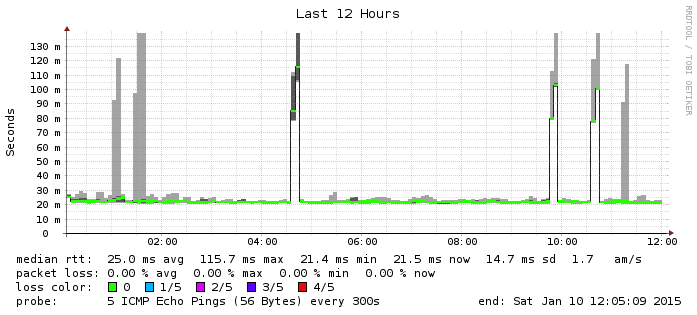 Last 12 Hours
RRDTOOL / TOBI OETIKER
Seconds
130 m
120 m
110 m
100 m
90 m
80 m
70 m
60 m
50 m
40 m
30 m
20 m
10 m
0
02:00 04:00 06:00 08:00 10:00 12:00
median rtt: 25.0 ms avg 115.7 ms max 21.4 ms min 21.5 ms now 14.7 ms sd 1.7 am/s
packet loss: 0.00 % avg 0.00 % max 0.00 % min 0.00 % now
loss color: 0 1/5 2/5 3/5 4/5
probe: 5 ICMP Echo Pings (56 Bytes) every 300s end: Sat Jan 10 12:05:09 2015